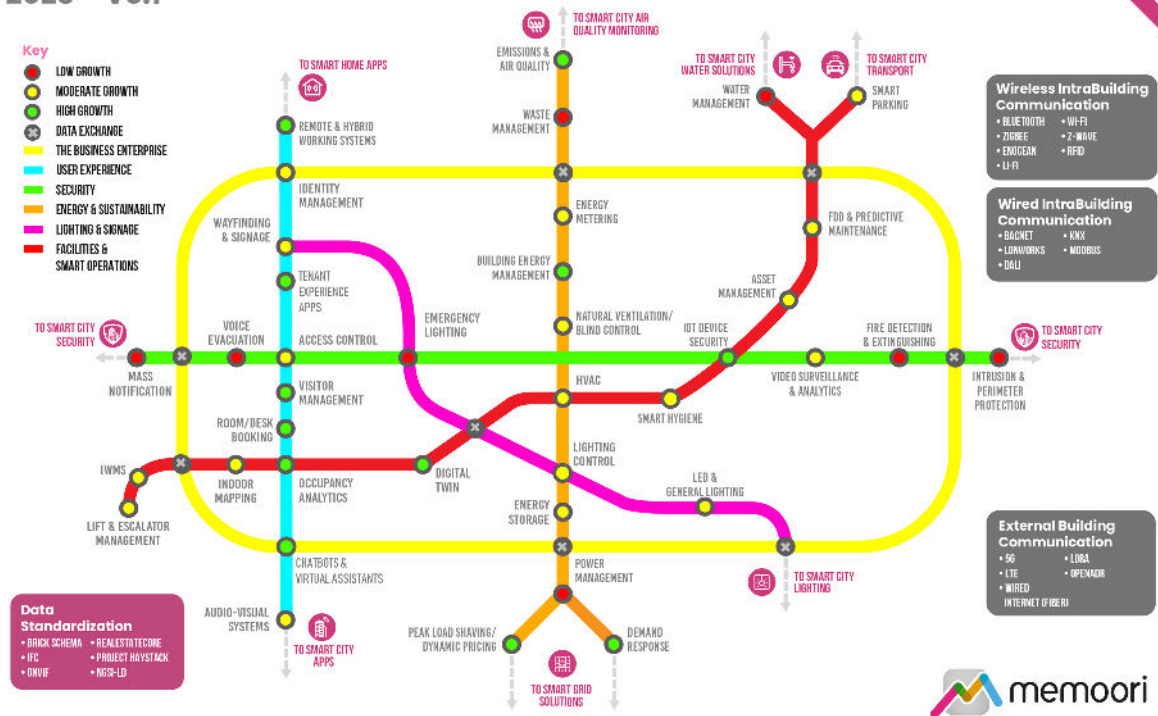 Key
LOW GROWTH
MODERATE GROWTH
HIGH GROWTH
DATA EXCHANGE
THE BUSINESS ENTERPRISE
USER EXPERIENCE
SECURITY
ENERGY & SUSTAINABILITY
LIGHTING & SIGNAGE
FACILITIES &
SMART OPERATIONS
TO SMART HOME APPS
REMOTE & HYBRID
WORKING SYSTEMS
IDENTITY
MANAGEMENT
WAYFINDING
& SIGNAGE
TENANT
EXPERIENCE
APPS
TO SMART CITY AIR
QUALITY MONITORING
EMISSIONS &
AIR QUALITY
WASTE
MANAGEMENT
ENERGY
METERING
BUILDING ENERGY
MANAGEMENT
NATURAL VENTILATION/
BLIND CONTROL
TO SMART CITY
WATER SOLUTIONS
WATER
MANAGEMENT
TO SMART CITY
TRANSPORT
SMART
PARKING
FDD & PREDICTIVE
MAINTENANCE
ASSET
MANAGEMENT
Wireless IntraBuilding
Communication
• BLUETOOTH • WI-FI
• ZIGBEE • Z-WAVE
• ENOCEAN • RFID
• LI-FI
Wired IntraBuilding
Communication
• BACNET • KNX
• LONWORKS • MODBUS
• DALI
TO SMART CITY
SECURITY
MASS
NOTIFICATION
VOICE
EVACUATION
ACCESS CONTROL
EMERGENCY
LIGHTING
IOT DEVICE
SECURITY
VIDEO SURVEILLANCE
& ANALYTICS
FIRE DETECTION
& EXTINGUISHING
TO SMART CITY
SECURITY
INTRUSION &
PERIMETER
PROTECTION
VISITOR
MANAGEMENT
ROOM/DESK
BOOKING
HVAC
SMART HYGIENE
IWMS
LIFT & ESCALATOR
MANAGEMENT
INDOOR
MAPPING
OCCUPANCY
ANALYTICS
DIGITAL
TWIN
LIGHTING
CONTROL
ENERGY
STORAGE
LED &
GENERAL LIGHTING
CHATBOTS &
VIRTUAL ASSISTANTS
POWER
MANAGEMENT
TO SMART CITY
LIGHTING
AUDIO-VISUAL
SYSTEMS
TO SMART CITY
APPS
PEAK LOAD SHAVING/
DYNAMIC PRICING
DEMAND
RESPONSE
TO SMART GRID
SOLUTIONS
External Building
Communication
• 5G • LORA
• LTE • OPENADR
• WIRED
INTERNET (FIBER)
Data
Standardization
• BRICK SCHEMA • REALESTATECORE
• IFC • PROJECT HAYSTACK
• ONVIF • NGSI-LD
memoori